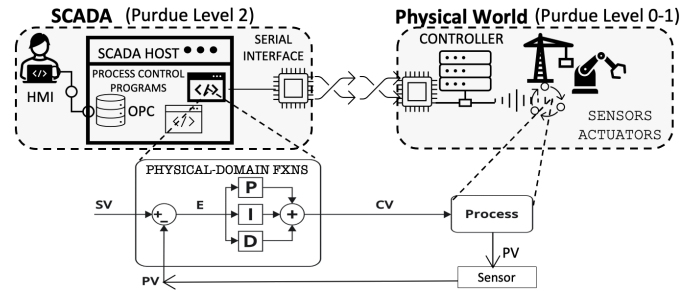 SCADA (Purdue Level 2)
Physical World (Purdue Level 0-1)
SCADA HOST
SERIAL
INTERFACE
CONTROLLER
</>
HMI
PROCESS CONTROL
PROGRAMS
</>
OPC
</>
SENSORS
ACTUATORS
PHYSICAL-DOMAIN FXNS
SV
+
-
E
P
I
D
+
CV
Process
PV
PV
Sensor